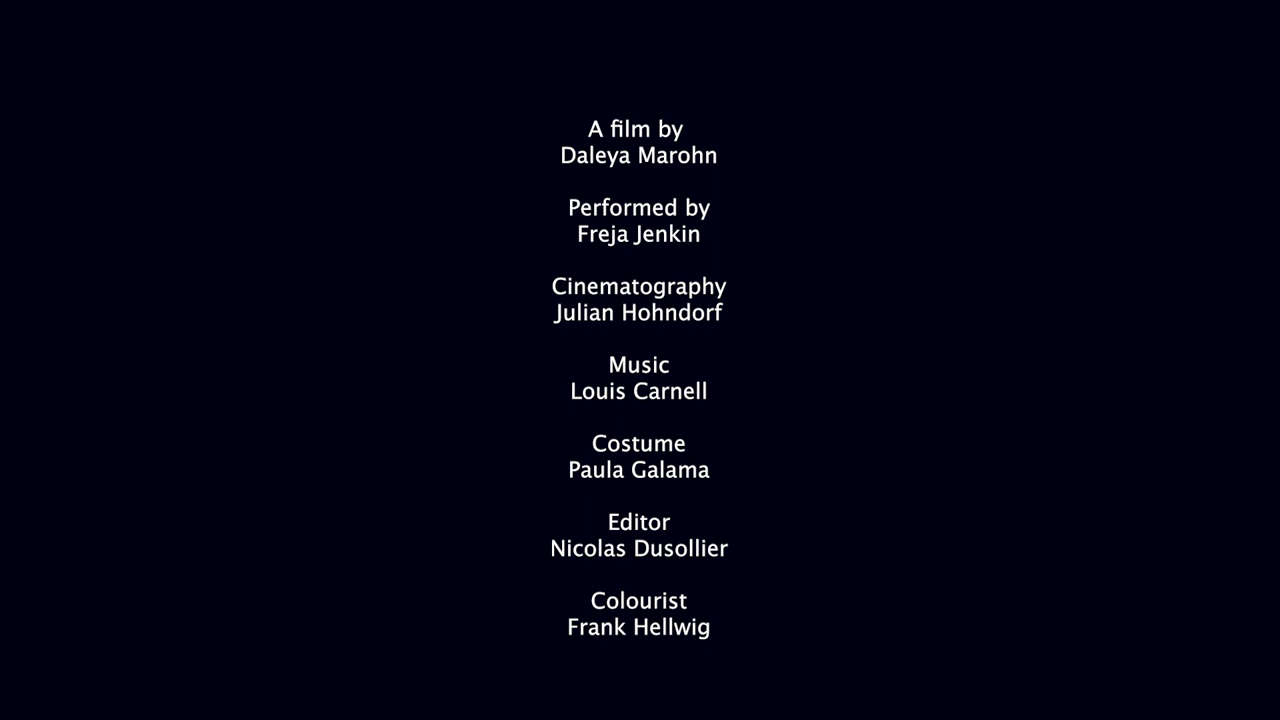 A film by
Daleya Marohn
Performed by
Freja Jenkin
Cinematography
Julian Hohndorf
Music
Louis Carnell
Costume
Paula Galama
Editor
Nicolas Dusollier
Colourist
Frank Hellwig